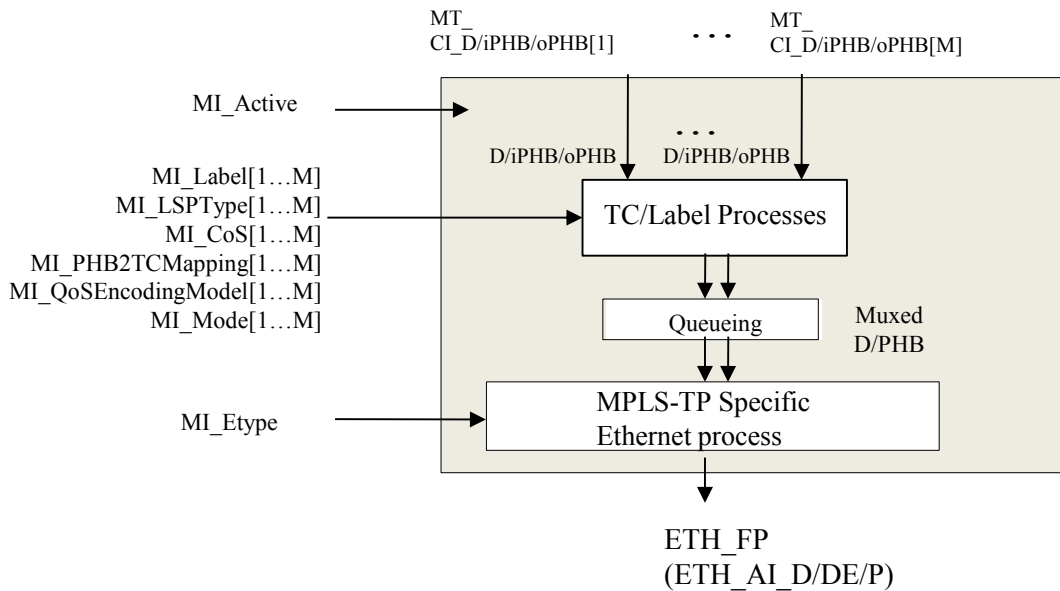 MT_
CI_D/iPHB/oPHB[1]
...
MT_
CI_D/iPHB/oPHB[M]
MI_Active
...
D/iPHB/oPHB
D/iPHB/oPHB
MI_Label[1…M]
MI_LSPType[1…M]
MI_CoS[1…M]
MI_PHB2TCMapping[1…M]
MI_QoSEncodingModel[1…M]
MI_Mode[1…M]
TC/Label Processes
Queueing
Muxed
D/PHB
MI_Etype
MPLS-TP Specific
Ethernet process
ETH_FP
(ETH_AI_D/DE/P)